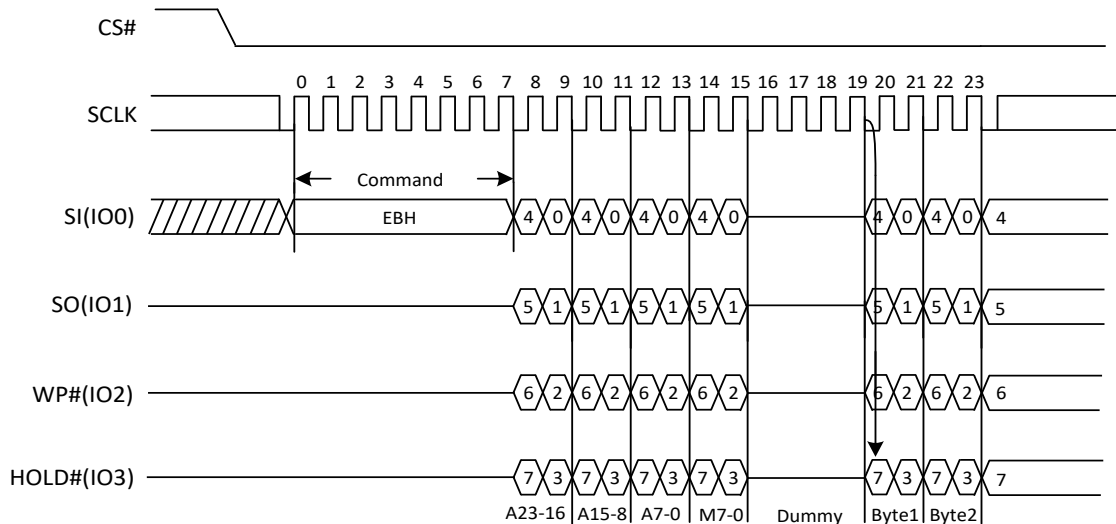 CS#
0 1 2 3 4 5 6 7 8 9 10 11 12 13 14 15 16 17 18 19 20 21 22 23
SCLK
Command
SI(IO0) EBH 4 0 4 0 4 0 4 0 4 0 4 0 4
SO(IO1) 5 1 5 1 5 1 5 1 5 1 5 1 5
WP#(IO2) 6 2 6 2 6 2 6 2 6 2 6 2 6
HOLD#(IO3) 7 3 7 3 7 3 7 3 7 3 7 3 7
A23-16 A15-8 A7-0 M7-0 Dummy Byte1 Byte2